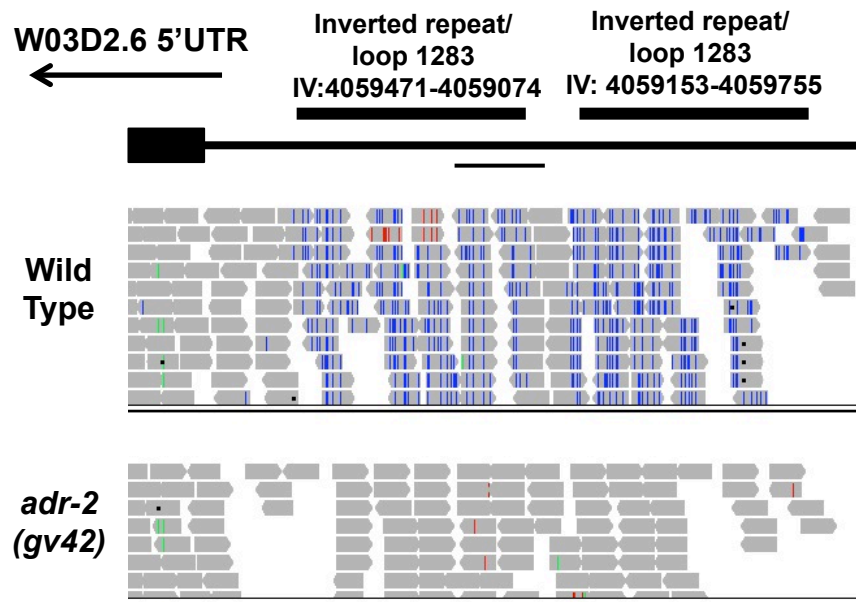 W03D2.6 5’UTR
Inverted repeat/
loop 1283
IV:4059471-4059074
Inverted repeat/
loop 1283
IV: 4059153-4059755
Wild
Type
adr-2
(gv42)